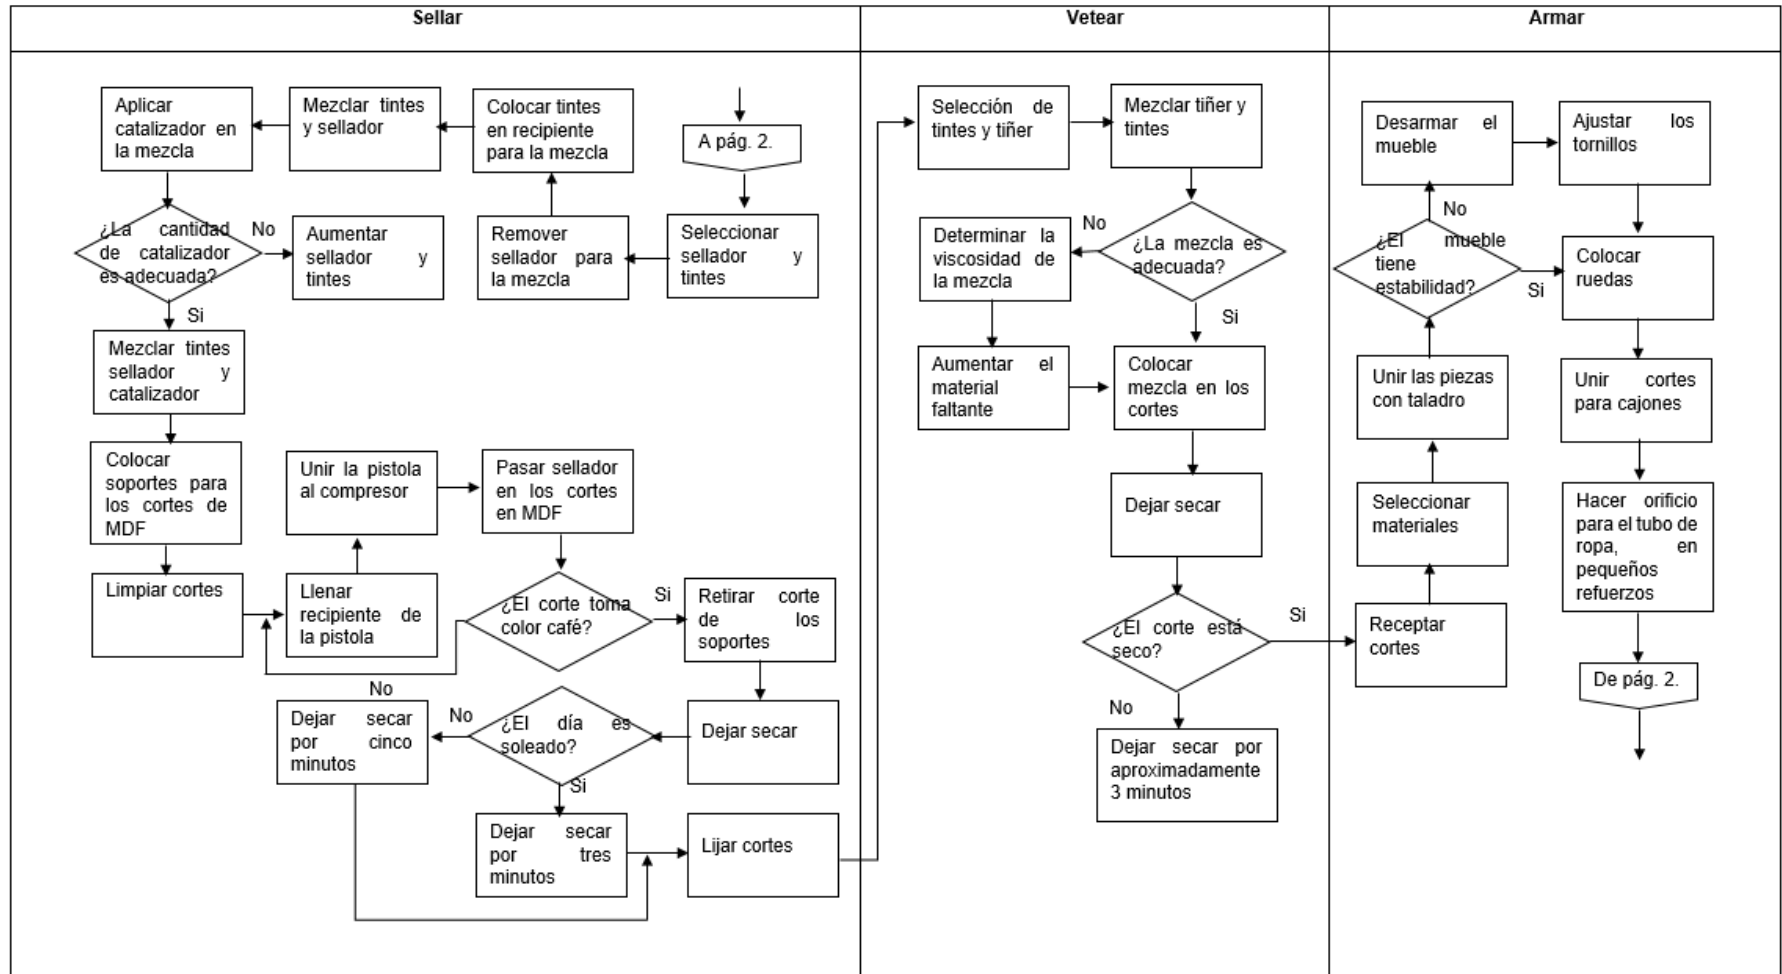 Sellar
Vetear
Armar
A pág. 2.
Seleccionar
sellador y
tintes
Remover
sellador para
la mezcla
Colocar tintes
en recipiente
para la mezcla
Mezclar tintes
y sellador
Aplicar
catalizador en
la mezcla
¿La cantidad
de catalizador
es adecuada?
No
Aumentar
sellador y
tintes
Si
Mezclar tintes
sellador y
catalizador
Colocar
soportes para
los cortes de
MDF
Limpiar cortes
Llenar
recipiente de
la pistola
Unir la pistola
al compresor
Pasar sellador
en los cortes
en MDF
¿El corte toma
color café?
No
Si
Retirar corte
de los
soportes
Dejar secar
¿El día es
soleado?
No
Dejar secar
por cinco
minutos
Si
Dejar secar
por tres
minutos
Lijar cortes
Selección de
tintes y tiñer
Mezclar tiñer y
tintes
¿La mezcla es
adecuada?
No
Determinar la
viscosidad de
la mezcla
Aumentar el
material
faltante
Si
Colocar
mezcla en los
cortes
Dejar secar
¿El corte está
seco?
No
Dejar secar por
aproximadamente
3 minutos
Si
Receptar
cortes
Seleccionar
materiales
Unir las piezas
con taladro
¿El mueble
tiene
estabilidad?
No
Desarmar el
mueble
Ajustar los
tornillos
Si
Colocar
ruedas
Unir cortes
para cajones
Hacer orificio
para el tubo de
ropa, en
pequeños
refuerzos
De pág. 2.